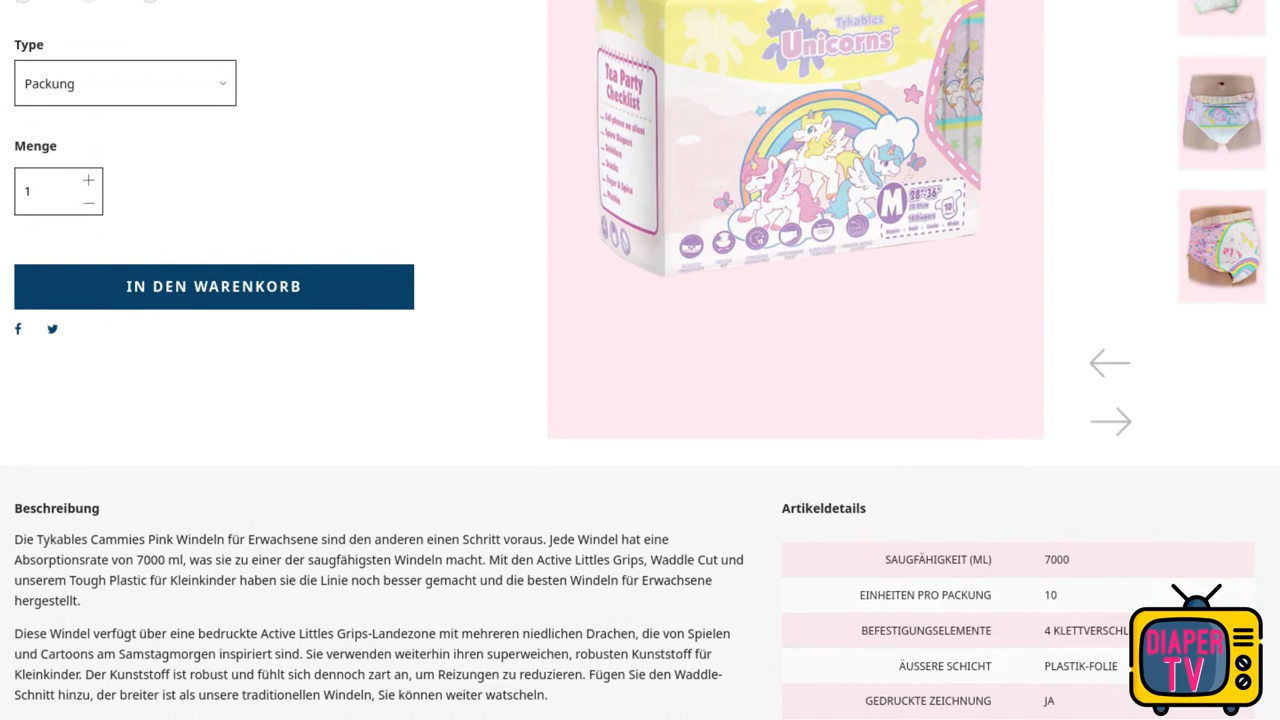 Type
Packung
Menge
1
IN DEN WARENKORB
Tykables
Unicorns
Tea Party
Checklist
M
28"-36"
10
Beschreibung
Die Tykables Cammies Pink Windeln für Erwachsene sind den anderen einen Schritt voraus. Jede Windel hat eine
Absorptionsrate von 7000 ml, was sie zu einer der saugfähigsten Windeln macht. Mit den Active Littles Grips, Waddle Cut und
unserem Tough Plastic für Kleinkinder haben sie die Linie noch besser gemacht und die besten Windeln für Erwachsene
hergestellt.
Diese Windel verfügt über eine bedruckte Active Littles Grips-Landezone mit mehreren niedlichen Drachen, die von Spielen
und Cartoons am Samstagmorgen inspiriert sind. Sie verwenden weiterhin ihren superweichen, robusten Kunststoff für
Kleinkinder. Der Kunststoff ist robust und fühlt sich dennoch zart an, um Reizungen zu reduzieren. Fügen Sie den Waddle-
Schnitt hinzu, der breiter ist als unsere traditionellen Windeln, Sie können weiter watscheln.
Artikeldetails
SAUGFÄHIGKEIT (ML) 7000
EINHEITEN PRO PACKUNG 10
BEFESTIGUNGSELEMENTE 4 KLETTVERSCHL
ÄUSSERE SCHICHT PLASTIK-FOLIE
GEDRUCKTE ZEICHNUNG JA
DIAPER
TV